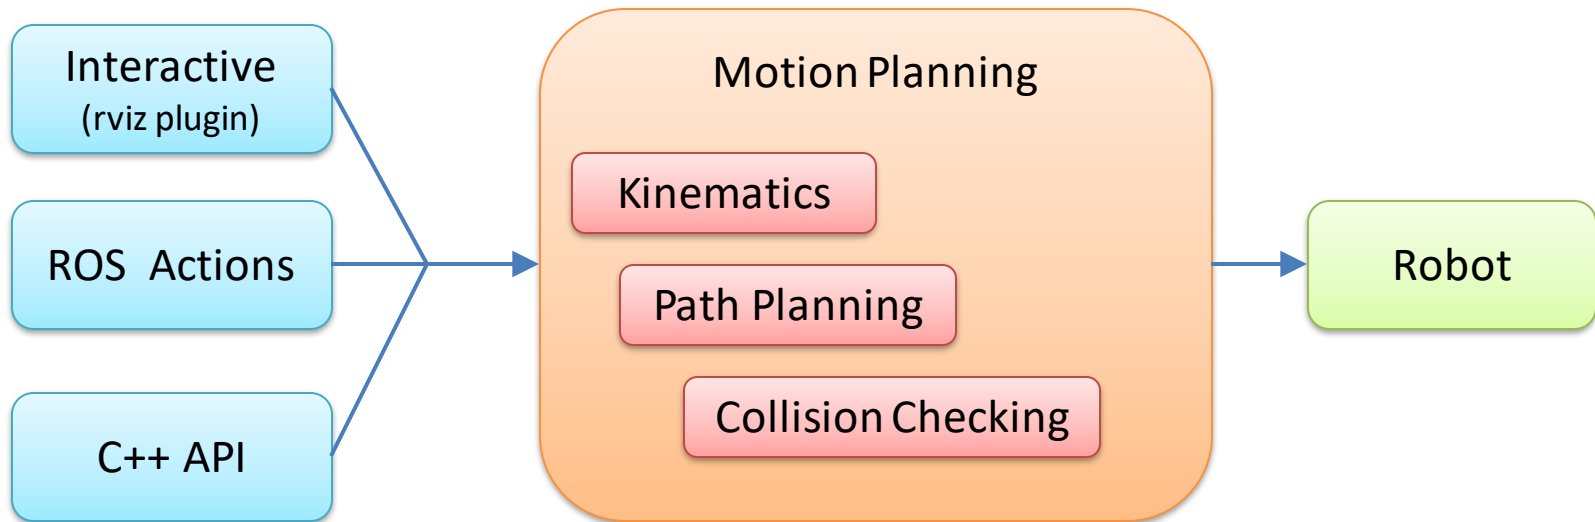 Interactive
(rviz plugin)
ROS Actions
C++ API
Motion Planning
Kinematics
Path Planning
Collision Checking
Robot